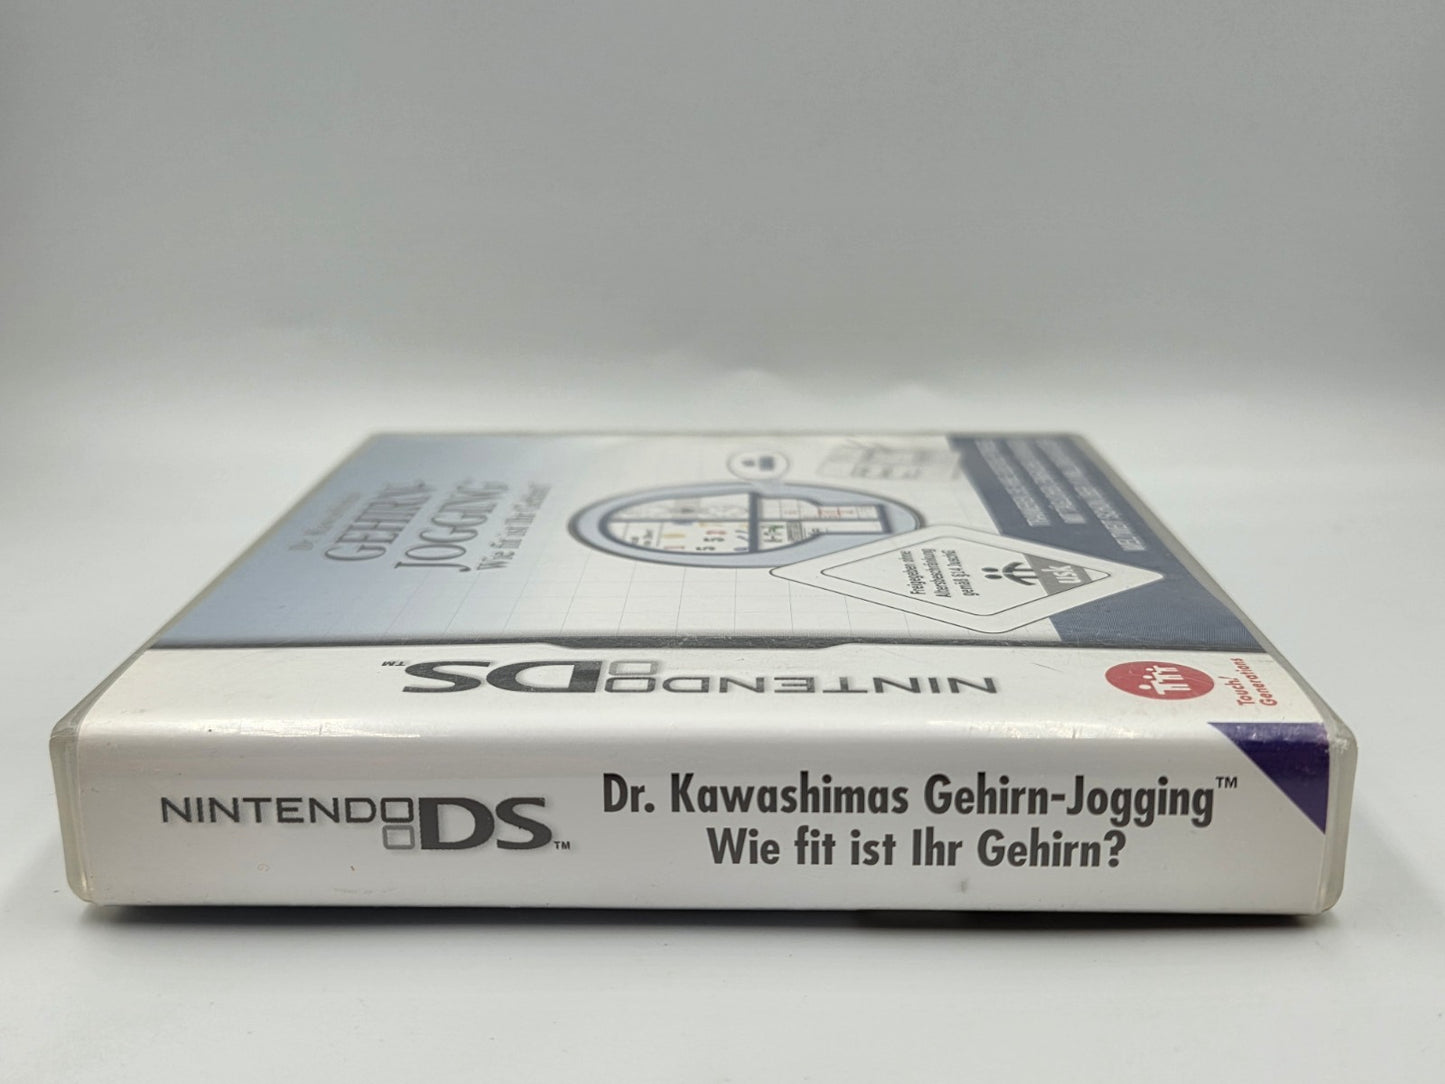 Dr. Kawashimas
GEHIRN-
JOGGING
Wie fit ist Ihr Gehirn?
Freigegeben ohne
Altersbeschränkung
gemäß §14 JuSchG
usk
NINTENDO DS™
Touch!
Generations
NINTENDO DS™
Dr. Kawashimas Gehirn-Jogging™
Wie fit ist Ihr Gehirn?